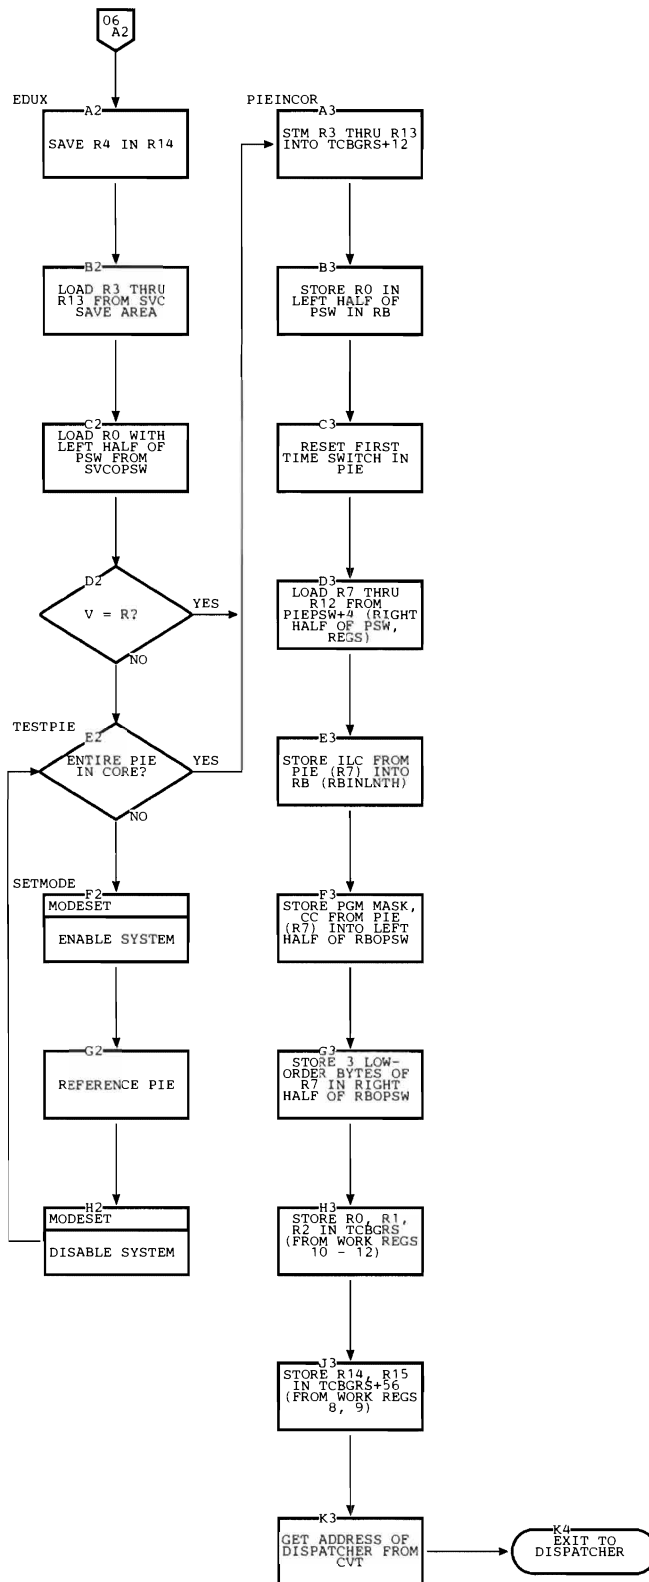 06
A2
EDUX
A2
SAVE R4 IN R14
B2
LOAD R3 THRU
R13 FROM SVC
SAVE AREA
C2
LOAD R0 WITH
LEFT HALF OF
PSW FROM
SVCOPSW
D2
V = R?
YES
NO
TESTPIE
E2
ENTIRE PIE
IN CORE?
YES
NO
SETMODE
F2
MODESET
ENABLE SYSTEM
G2
REFERENCE PIE
H2
MODESET
DISABLE SYSTEM
PIEINCOR
A3
STM R3 THRU R13
INTO TCBGRS+12
B3
STORE R0 IN
LEFT HALF OF
PSW IN RB
C3
RESET FIRST
TIME SWITCH IN
PIE
D3
LOAD R7 THRU
R12 FROM
PIEPSW+4 (RIGHT
HALF OF PSW,
REGS)
E3
STORE ILC FROM
PIE (R7) INTO
RB (RBINLNTH)
F3
STORE PGM MASK,
CC FROM PIE
(R7) INTO LEFT
HALF OF RBOPSW
G3
STORE 3 LOW-
ORDER BYTES OF
R7 IN RIGHT
HALF OF RBOPSW
H3
STORE R0, R1,
R2 IN TCBGRS
(FROM WORK REGS
10 - 12)
J3
STORE R14, R15
IN TCBGRS+56
(FROM WORK REGS
8, 9)
K3
GET ADDRESS OF
DISPATCHER FROM
CVT
K4
EXIT TO
DISPATCHER